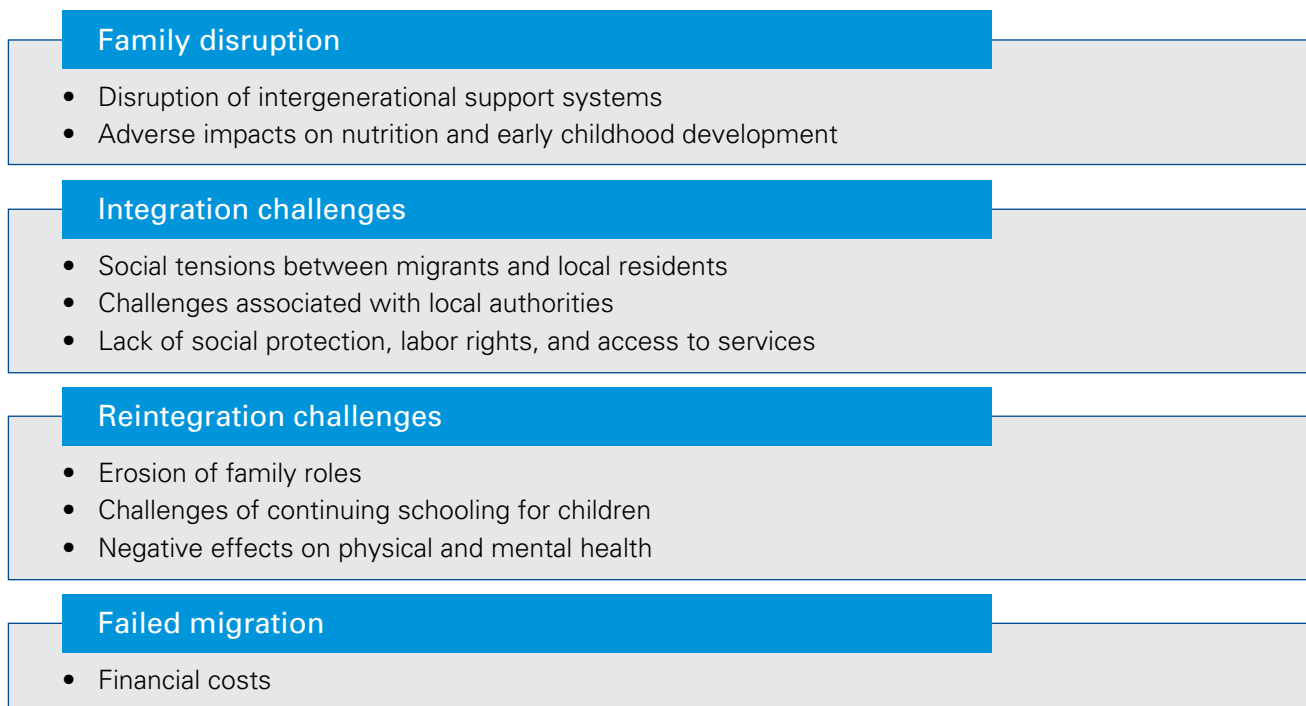 Family disruption
• Disruption of intergenerational support systems
• Adverse impacts on nutrition and early childhood development
Integration challenges
• Social tensions between migrants and local residents
• Challenges associated with local authorities
• Lack of social protection, labor rights, and access to services
Reintegration challenges
• Erosion of family roles
• Challenges of continuing schooling for children
• Negative effects on physical and mental health
Failed migration
• Financial costs